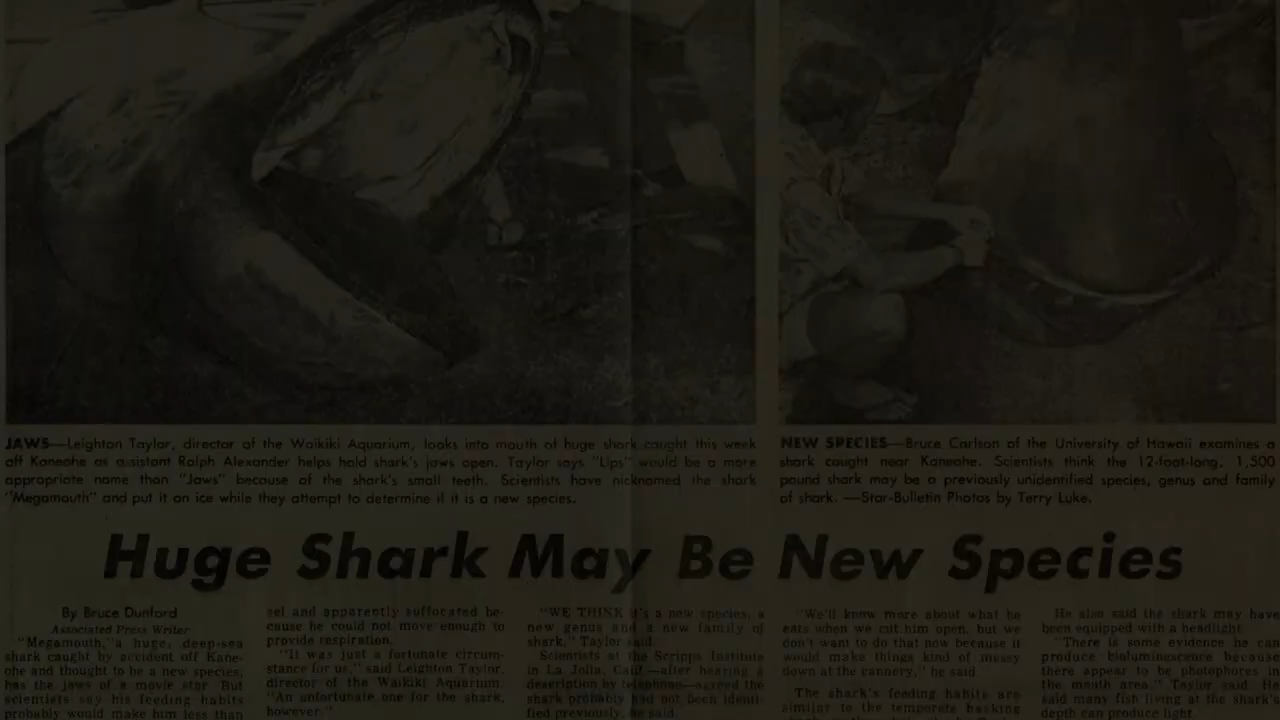 JAWS—Leighton Taylor, director of the Waikiki Aquarium, looks into mouth of huge shark caught this week
off Kaneohe as assistant Ralph Alexander helps hold shark's jaws open. Taylor says "Lips" would be a more
appropriate name than "Jaws" because of the shark's small teeth. Scientists have nicknamed the shark
"Megamouth" and put it on ice while they attempt to determine if it is a new species.
NEW SPECIES—Bruce Carlson of the University of Hawaii examines a
shark caught near Kaneohe. Scientists think the 12-foot-long, 1,500
pound shark may be a previously unidentified species, genus and family
of shark. —Star-Bulletin Photos by Terry Luke.
Huge Shark May Be New Species
By Bruce Dunford
Associated Press Writer
"Megamouth," a huge, deep-sea
shark caught by accident off Kane-
ohe and thought to be a new species,
has the jaws of a movie star. But
scientists say his feeding habits
probably would make him less than
sel and apparently suffocated be-
cause he could not move enough to
provide respiration.
"It was just a fortunate circum-
stance for us," said Leighton Taylor,
director of the Waikiki Aquarium.
"An unfortunate one for the shark,
however."
"WE THINK it's a new species, a
new genus and a new family of
shark," Taylor said.
Scientists at the Scripps Institute
in La Jolla, Calif.—after hearing a
description by telephone—agreed the
shark probably had not been identi-
fied previously, he said.
"We'll know more about what he
eats when we cut him open, but we
don't want to do that now because it
would make things kind of messy
down at the cannery," he said.
The shark's feeding habits are
similar to the temperate basking
He also said the shark may have
been equipped with a headlight.
"There is some evidence he can
produce bioluminescence because
there appear to be photophores in
the mouth area," Taylor said. He
said many fish living at the shark's
depth can produce light.